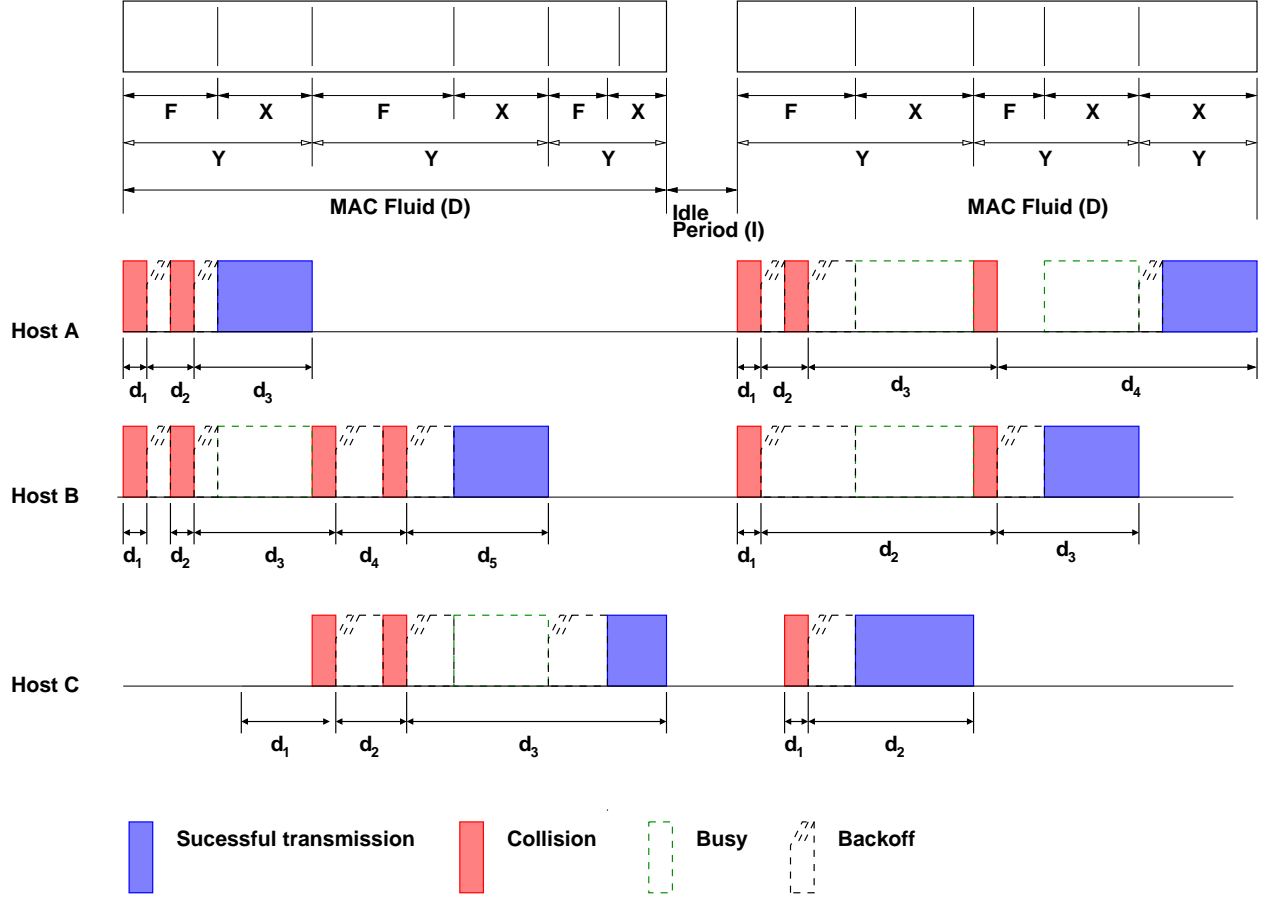 F X F X F X F X F X X
Y Y Y Y Y Y
MAC Fluid (D) Idle Period (I) MAC Fluid (D)
Host A
d1 d2 d3 d1 d2 d3 d4
Host B
d1 d2 d3 d4 d5 d1 d2 d3
Host C
d1 d2 d3 d1 d2
Sucessful transmission Collision Busy Backoff